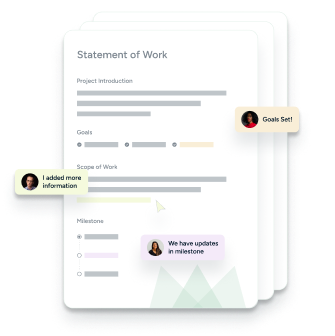 Statement of Work
Project Introduction
Goals Set!
Goals
Scope of Work
I added more
information
Milestone
We have updates
in milestone